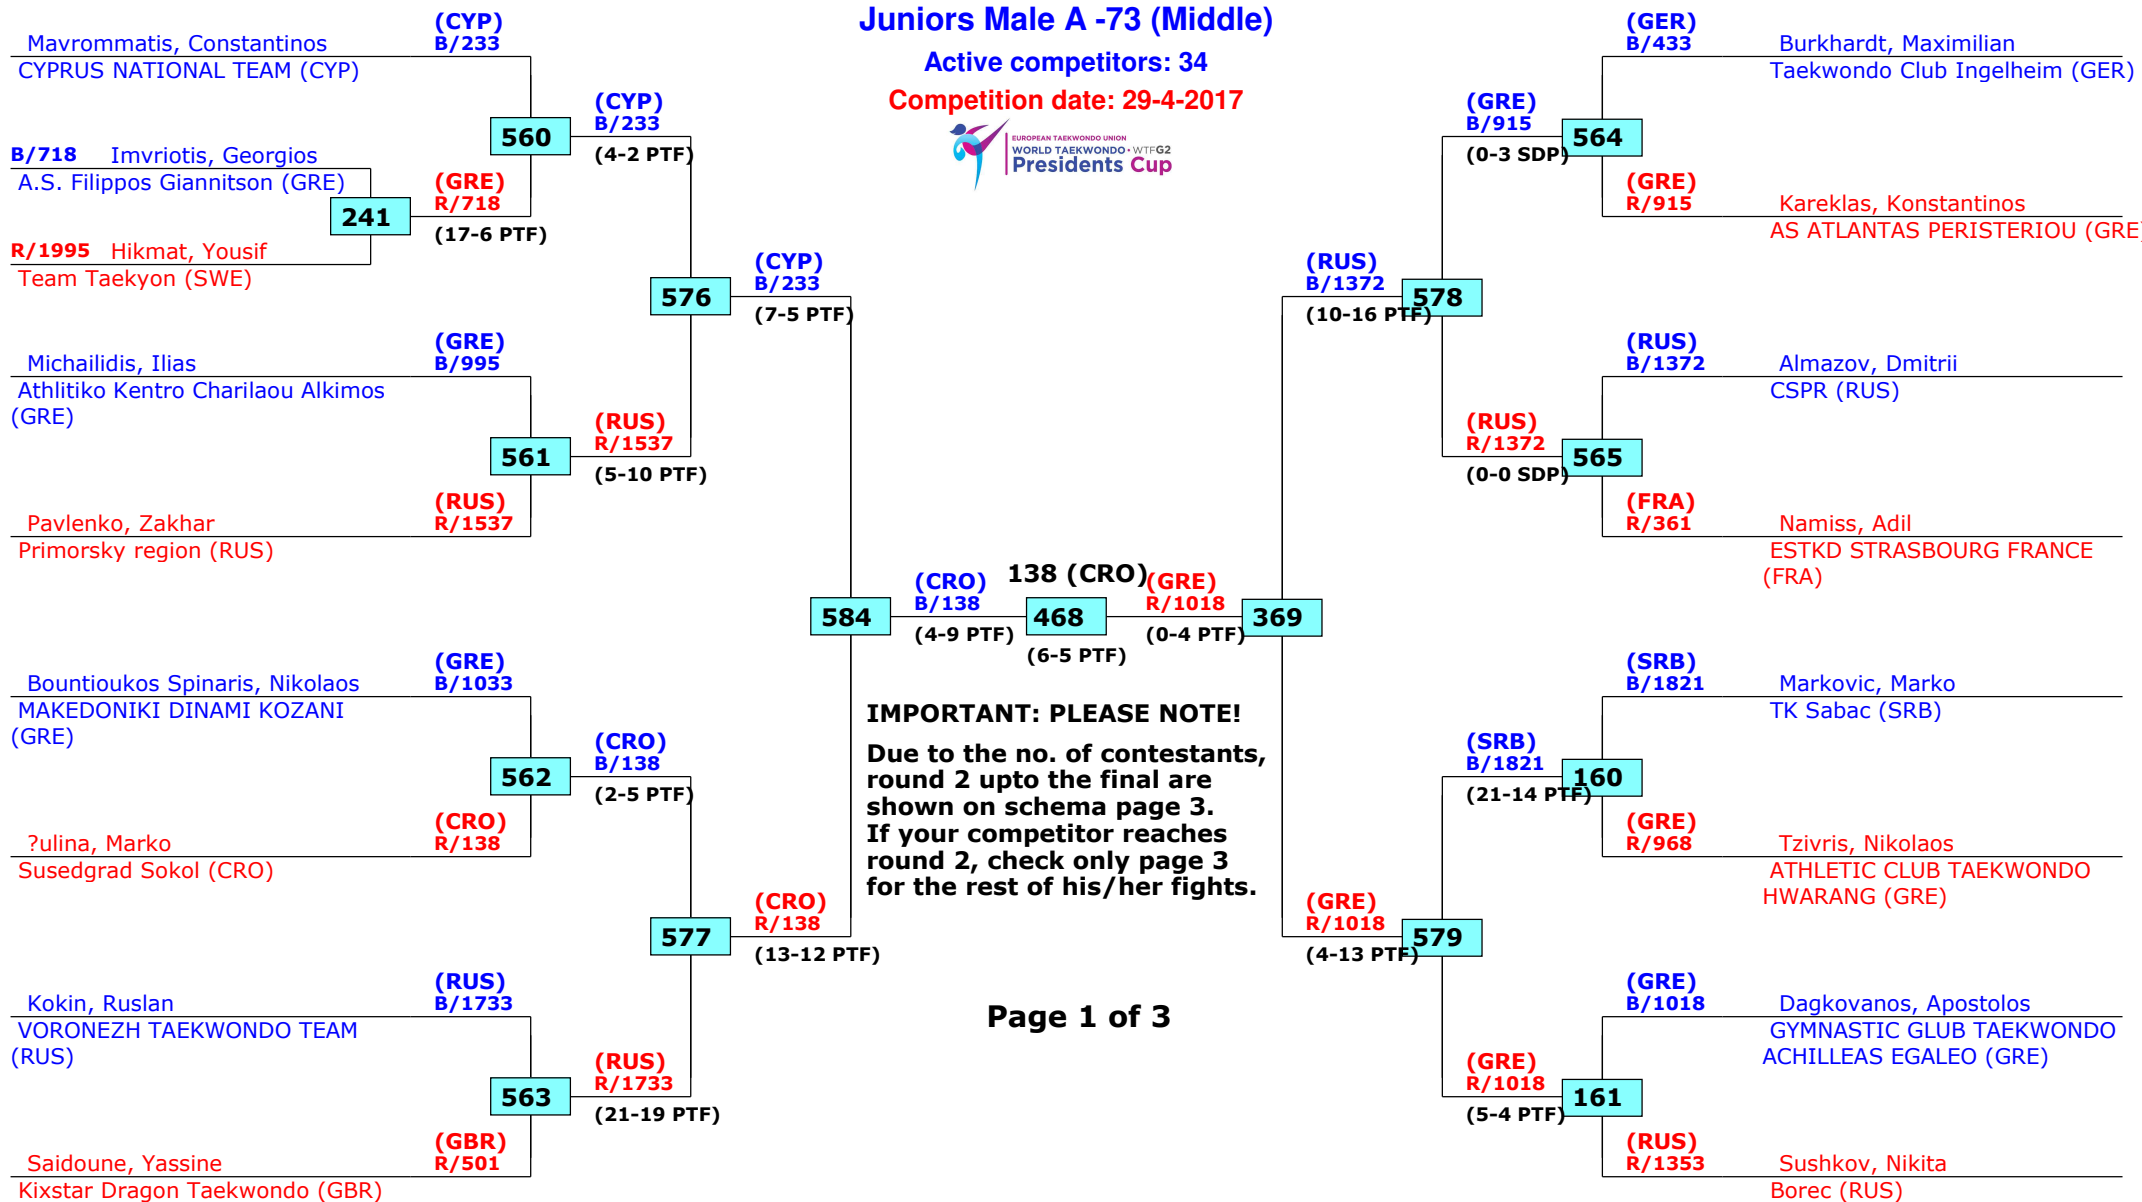 Juniors Male A -73 (Middle)
Active competitors: 34
Competition date: 29-4-2017
EUROPEAN TAEKWONDO UNION
WORLD TAEKWONDO • WTFG2
Presidents Cup
(CYP)
Mavrommatis, Constantinos B/233
CYPRUS NATIONAL TEAM (CYP)
560
(CYP)
B/233
(4-2 PTF)
B/718 Imvriotis, Georgios
A.S. Filippos Giannitson (GRE)
241
(GRE)
R/718
(17-6 PTF)
R/1995 Hikmat, Yousif
Team Taekyon (SWE)
576
(CYP)
B/233
(7-5 PTF)
(GRE)
Michailidis, Ilias B/995
Athlitiko Kentro Charilaou Alkimos
(GRE)
561
(RUS)
R/1537
(5-10 PTF)
(RUS)
Pavlenko, Zakhar R/1537
Primorsky region (RUS)
584
(CRO)
B/138
(4-9 PTF)
138 (CRO)
468
(6-5 PTF)
(GRE)
R/1018
(0-4 PTF)
369
(GRE)
Bountioukos Spinaris, Nikolaos B/1033
MAKEDONIKI DINAMI KOZANI
(GRE)
562
(CRO)
B/138
(2-5 PTF)
(CRO)
?ulina, Marko R/138
Susedgrad Sokol (CRO)
577
(CRO)
R/138
(13-12 PTF)
(RUS)
Kokin, Ruslan B/1733
VORONEZH TAEKWONDO TEAM
(RUS)
563
(RUS)
R/1733
(21-19 PTF)
(GBR)
Saidoune, Yassine R/501
Kixstar Dragon Taekwondo (GBR)
IMPORTANT: PLEASE NOTE!
Due to the no. of contestants,
round 2 upto the final are
shown on schema page 3.
If your competitor reaches
round 2, check only page 3
for the rest of his/her fights.
Page 1 of 3
(GER)
B/433 Burkhardt, Maximilian
Taekwondo Club Ingelheim (GER)
(GRE)
B/915
(0-3 SDP)
564
(GRE)
R/915 Kareklas, Konstantinos
AS ATLANTAS PERISTERIOU (GRE)
(RUS)
B/1372
(10-16 PTF)
578
(RUS)
B/1372 Almazov, Dmitrii
CSPR (RUS)
(RUS)
R/1372
(0-0 SDP)
565
(FRA)
R/361 Namiss, Adil
ESTKD STRASBOURG FRANCE
(FRA)
(SRB)
B/1821 Markovic, Marko
TK Sabac (SRB)
(SRB)
B/1821
(21-14 PTF)
160
(GRE)
R/968 Tzivris, Nikolaos
ATHLETIC CLUB TAEKWONDO
HWARANG (GRE)
(GRE)
R/1018
(4-13 PTF)
579
(GRE)
B/1018 Dagkovanos, Apostolos
GYMNASTIC GLUB TAEKWONDO
ACHILLEAS EGALEO (GRE)
(GRE)
R/1018
(5-4 PTF)
161
(RUS)
R/1353 Sushkov, Nikita
Borec (RUS)